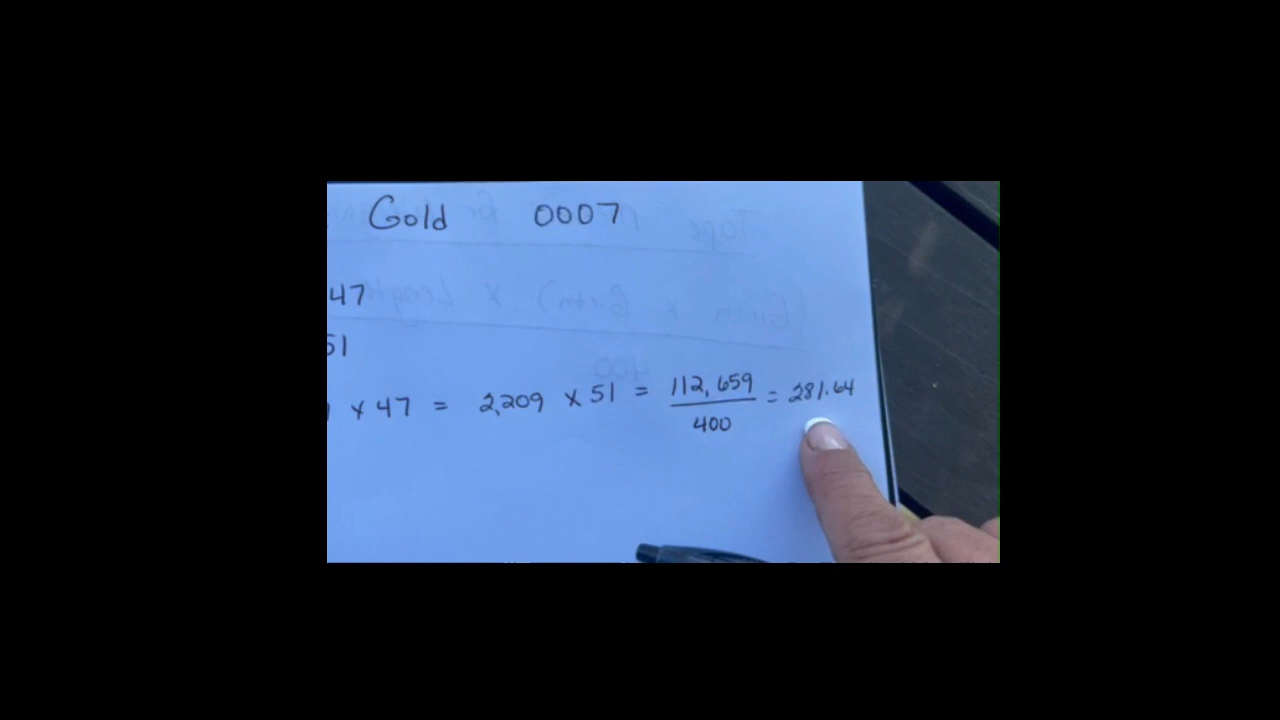 Gold 0007
47
51
x 47 = 2,209 x 51 = 112,659 = 281.64
400